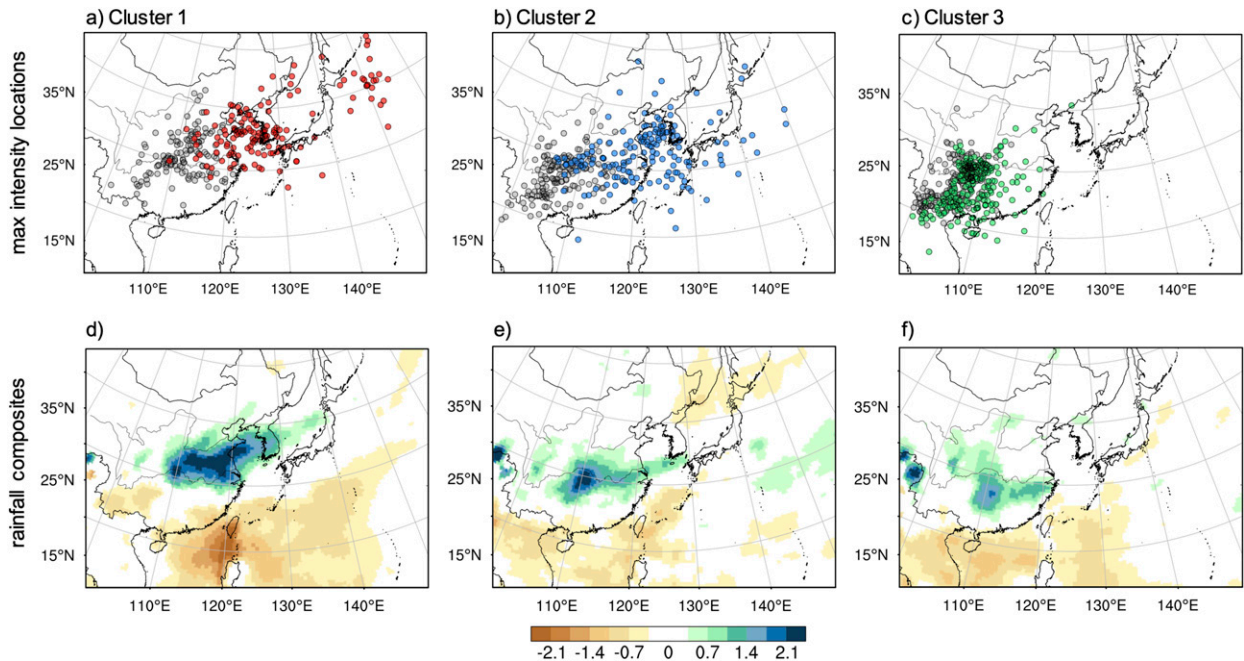 a) Cluster 1
b) Cluster 2
c) Cluster 3
max intensity locations
35°N
25°N
15°N
110°E 120°E 130°E 140°E
35°N
25°N
15°N
110°E 120°E 130°E 140°E
35°N
25°N
15°N
110°E 120°E 130°E 140°E
d)
e)
f)
rainfall composites
35°N
25°N
15°N
110°E 120°E 130°E 140°E
35°N
25°N
15°N
110°E 120°E 130°E 140°E
35°N
25°N
15°N
110°E 120°E 130°E 140°E
-2.1 -1.4 -0.7 0 0.7 1.4 2.1